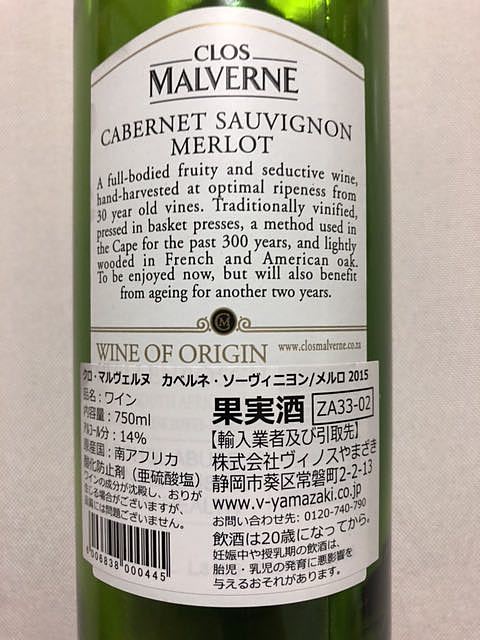 CLOS
MALVERNE
CABERNET SAUVIGNON
MERLOT
A full-bodied fruity and seductive wine,
hand-harvested at optimal ripeness from
30 year old vines. Traditionally vinified,
pressed in basket presses, a method used in
the Cape for the past 300 years, and lightly
wooded in French and American oak.
To be enjoyed now, but will also benefit
from ageing for another two years.
WINE OF ORIGIN www.closmalverne.co.za
クロ・マルヴェルヌ カベルネ・ソーヴィニヨン/メルロ 2015
品名：ワイン
内容量：750ml
アルコール分：14%
原産国：南アフリカ
酸化防止剤（亜硫酸塩）
ワインの成分が沈殿し、おりが
生じる場合がございますが、
品質には問題ございません。
6006838000445
果実酒 ZA33-02
【輸入業者及び引取先】
株式会社ヴィノスやまざき
静岡市葵区常磐町2-2-13
www.v-yamazaki.co.jp
お問い合わせ先：0120-740-790
飲酒は20歳になってから。
妊娠中や授乳期の飲酒は、
胎児・乳児の発育に悪影響を
与えるおそれがあります。